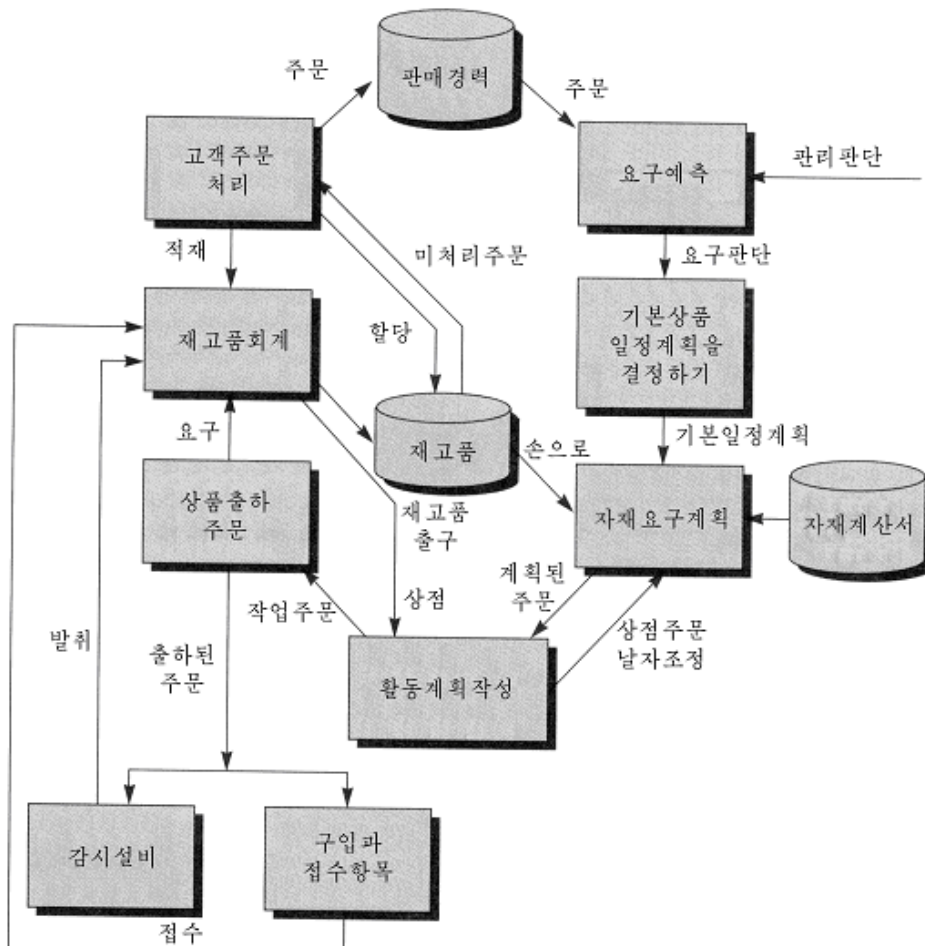 주문
판매경력
주문
고객주문
처리
요구예측
관리판단
적재
미처리주문
요구판단
재고품회계
할당
기본상품
일정계획을
결정하기
요구
재고품
손으로
기본일정계획
상품출하
주문
재고품
출구
자재요구계획
자재계산서
계획된
주문
작업주문
상점
상점주문
날자조정
발취
출하된
주문
활동계획작성
감시설비
구입과
접수항목
접수